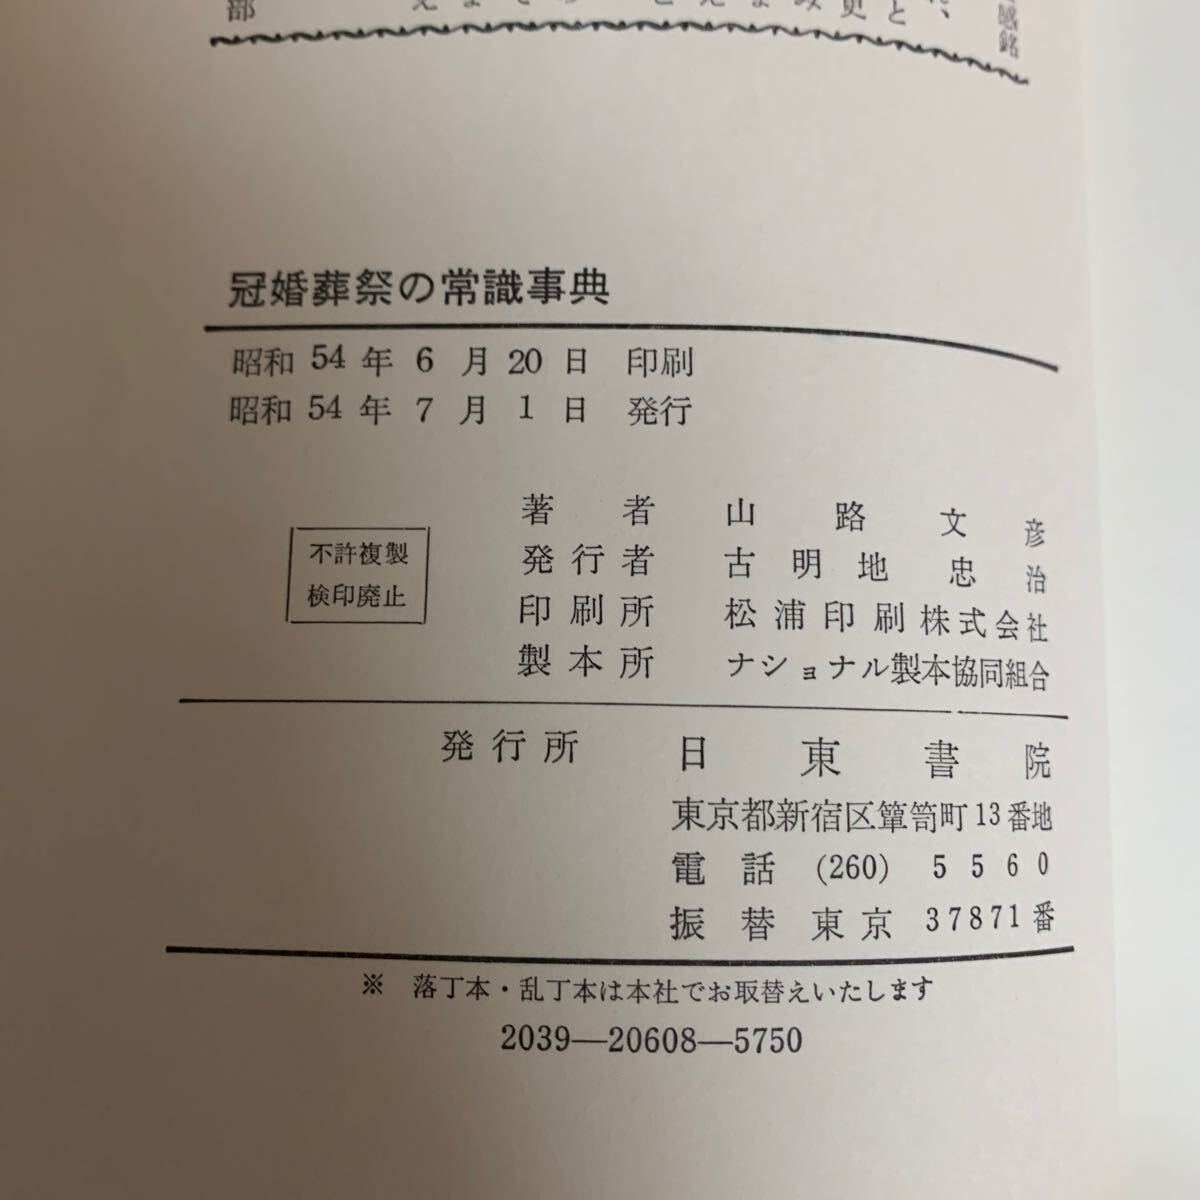 感銘
冠婚葬祭の常識事典
昭和 54 年 6 月 20 日 印刷
昭和 54 年 7 月 1 日 発行
不許複製
検印廃止
著者 山路文彦
発行者 古明地忠治
印刷所 松浦印刷株式会社
製本所 ナショナル製本協同組合
発行所 日東書院
東京都新宿区簞笥町 13 番地
電話 (260) 5560
振替 東京 37871 番
※ 落丁本・乱丁本は本社でお取替えいたします
2039—20608—5750